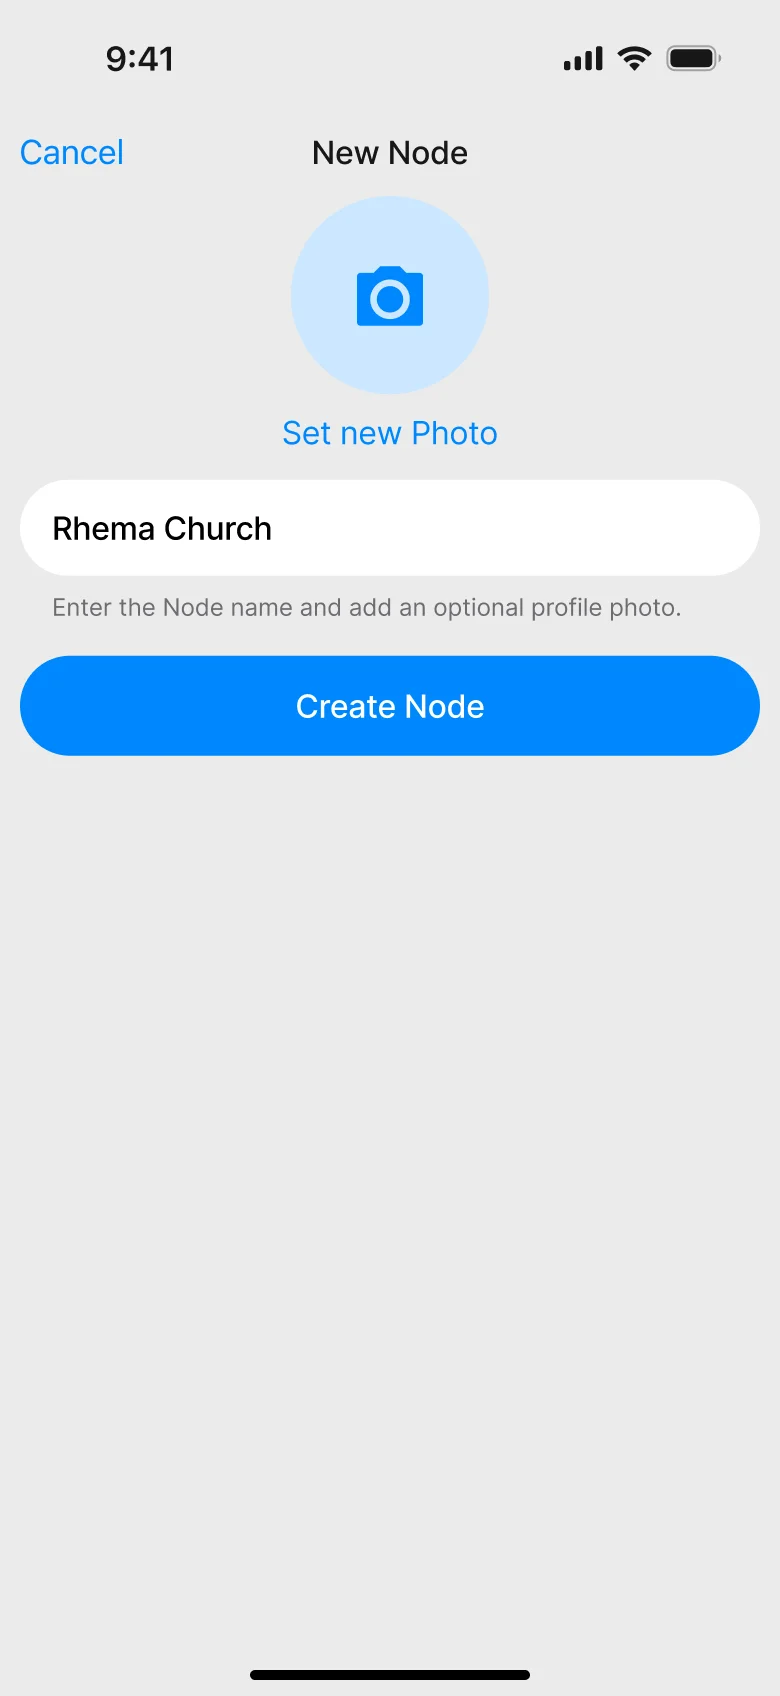 9:41
Cancel
New Node
Set new Photo
Rhema Church
Enter the Node name and add an optional profile photo.
Create Node